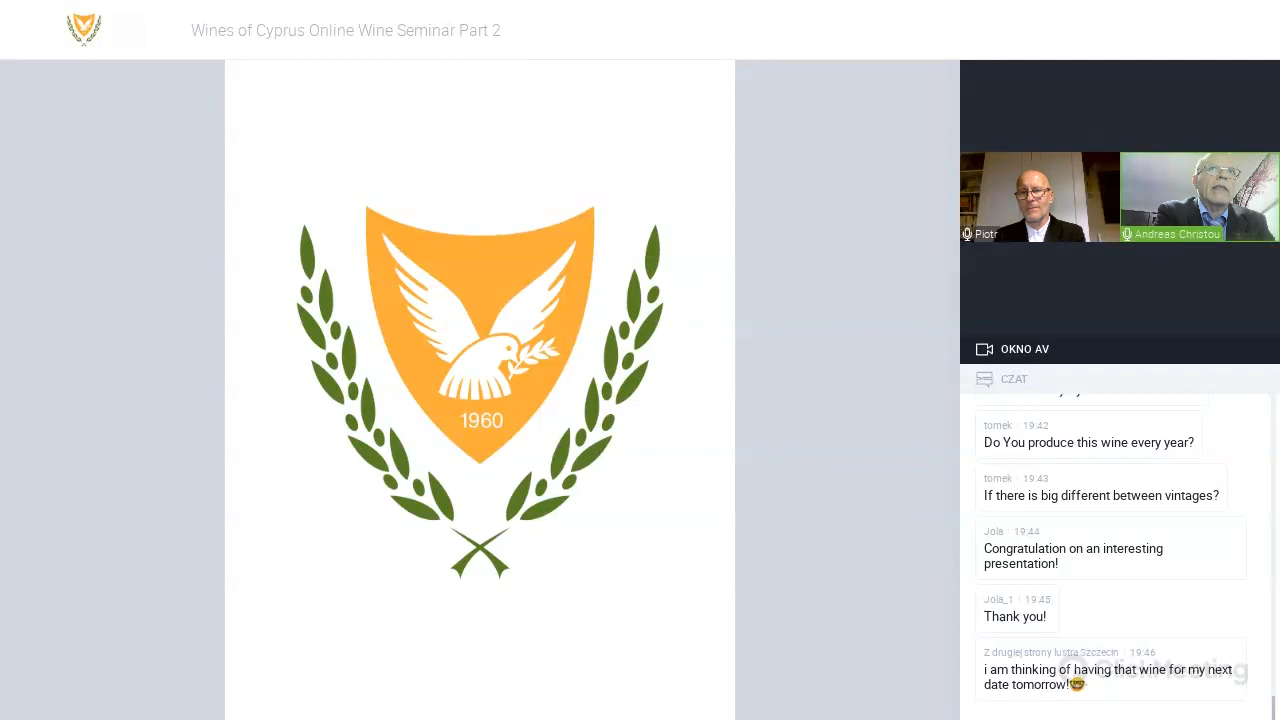 Wines of Cyprus Online Wine Seminar Part 2
1960
Piotr
Andreas Christou
OKNO AV
CZAT
tomek 19:42
Do You produce this wine every year?
tomek 19:43
If there is big different between vintages?
Jola 19:44
Congratulation on an interesting
presentation!
Jola_1 19:45
Thank you!
Z drugiej strony lustra Szczecin 19:46
i am thinking of having that wine for my next
date tomorrow!🤓
ClickMeeting